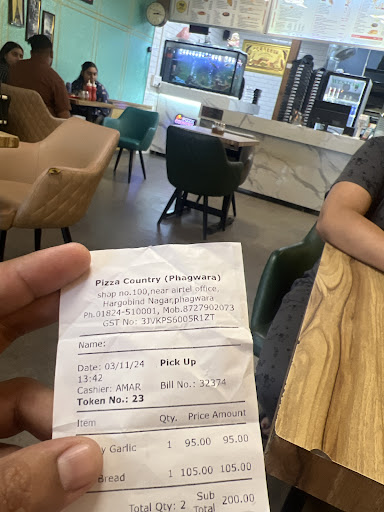 Pizza Country (Phagwara)
shop no.100,near airtel office,
Hargobind Nagar,phagwara
Ph.01824-510001, Mob.8727902073
GST No: 3JVKPS6005R1ZT
Name:
Date: 03/11/24 Pick Up
13:42
Cashier: AMAR Bill No.: 32374
Token No.: 23
Item Qty. Price Amount
y Garlic 1 95.00 95.00
Bread 1 105.00 105.00
Total Qty: 2 Sub Total 200.00